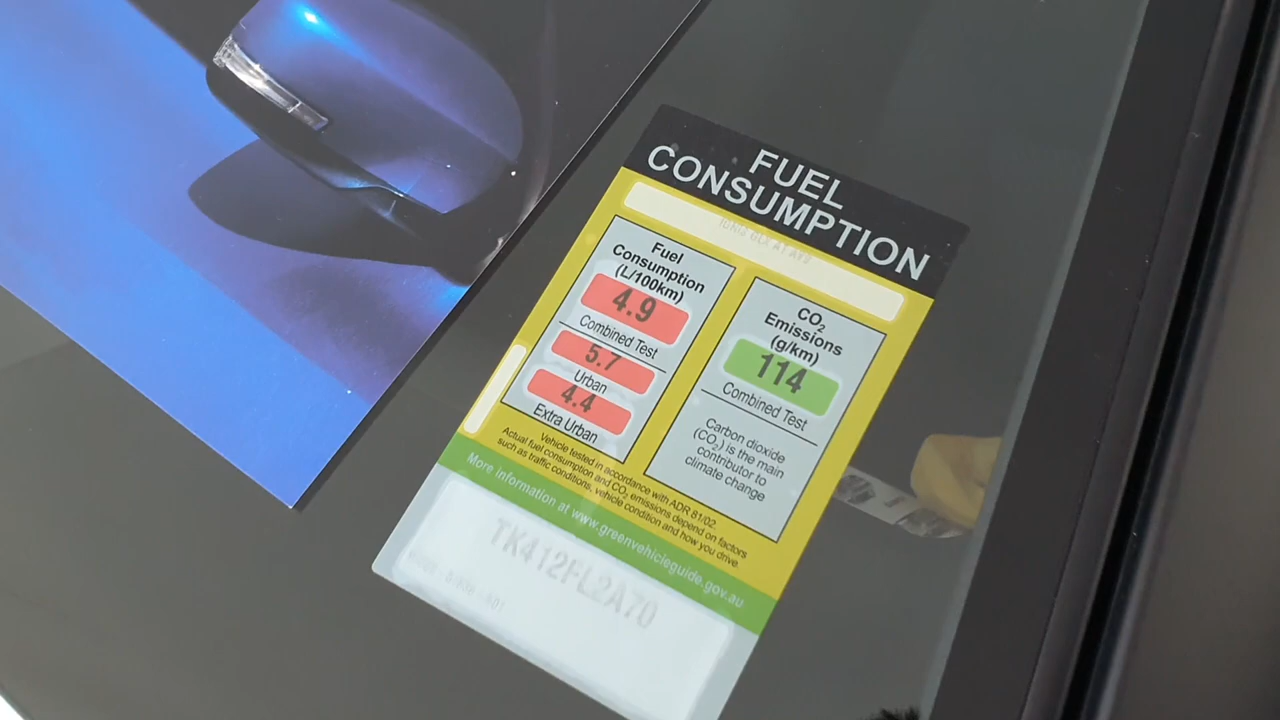 FUEL
CONSUMPTION
Fuel
Consumption
(L/100km)
4.9
Combined Test
5.7
Urban
4.4
Extra Urban
CO₂
Emissions
(g/km)
114
Combined Test
Carbon dioxide
(CO₂) is the main
contributor to
climate change
Vehicle tested in accordance with ADR 81/02.
Actual fuel consumption and CO₂ emissions depend on factors
such as traffic conditions, vehicle condition and how you drive.
More information at www.greenvehicleguide.gov.au
TK412FL2A70